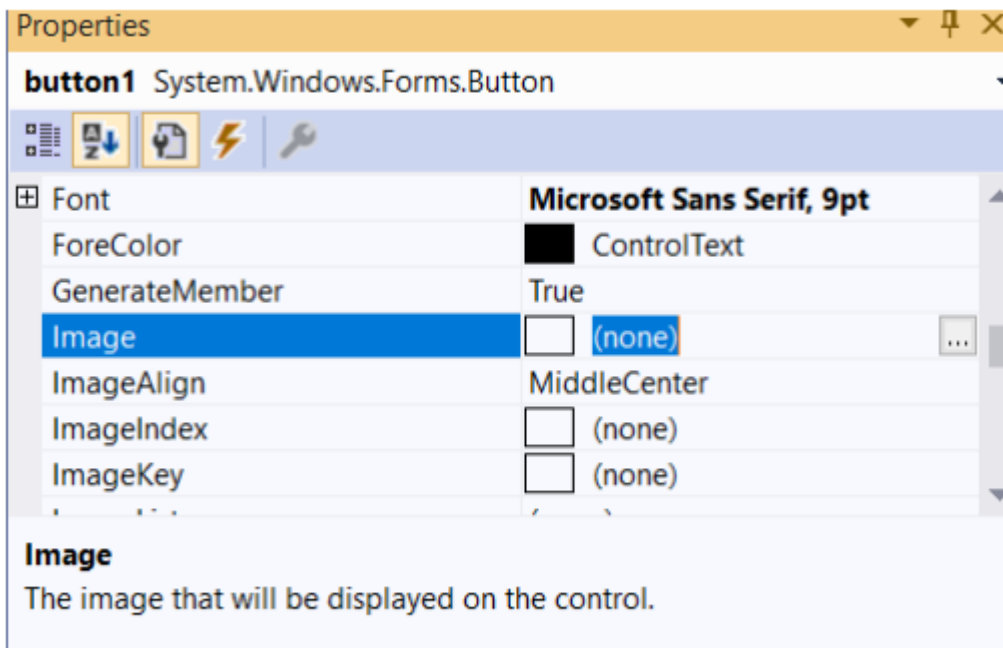 Properties
button1 System.Windows.Forms.Button
Font Microsoft Sans Serif, 9pt
ForeColor ControlText
GenerateMember True
Image (none) ...
ImageAlign MiddleCenter
ImageIndex (none)
ImageKey (none)
Image
The image that will be displayed on the control.